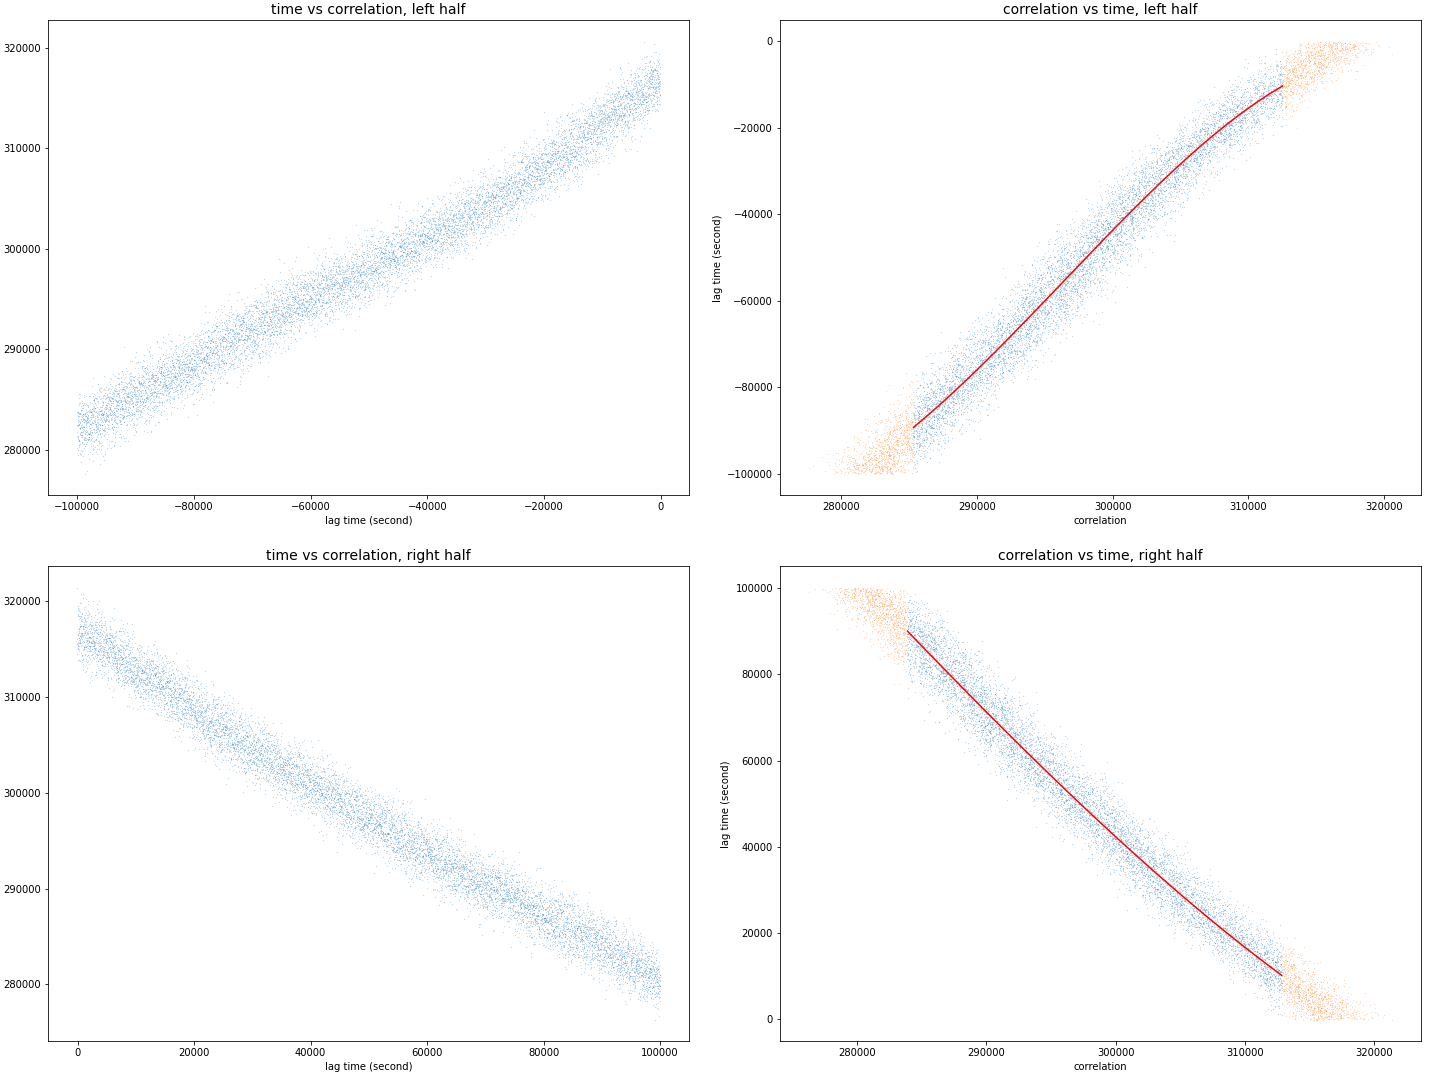 time vs correlation, left half
320000
310000
300000
290000
280000
−100000 −80000 −60000 −40000 −20000 0
lag time (second)
correlation vs time, left half
lag time (second)
0
−20000
−40000
−60000
−80000
−100000
280000 290000 300000 310000 320000
correlation
time vs correlation, right half
320000
310000
300000
290000
280000
0 20000 40000 60000 80000 100000
lag time (second)
correlation vs time, right half
lag time (second)
100000
80000
60000
40000
20000
0
280000 290000 300000 310000 320000
correlation